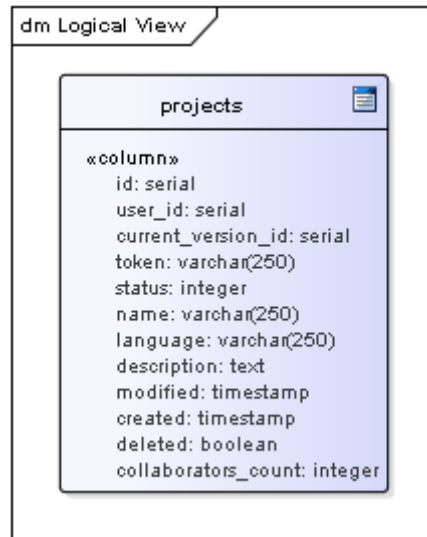 dm Logical View
projects
«column»
id: serial
user_id: serial
current_version_id: serial
token: varchar(250)
status: integer
name: varchar(250)
language: varchar(250)
description: text
modified: timestamp
created: timestamp
deleted: boolean
collaborators_count: integer